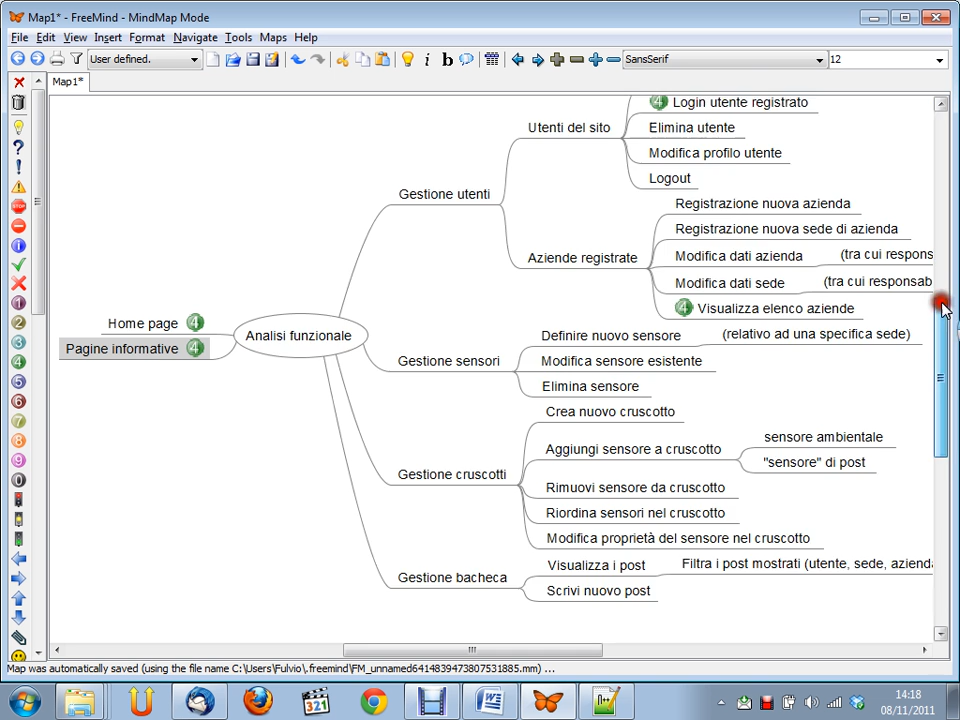 Map1* - FreeMind - MindMap Mode
File Edit View Insert Format Navigate Tools Maps Help
User defined. SansSerif 12
Map1*
Login utente registrato
Utenti del sito
Elimina utente
Modifica profilo utente
Logout
Gestione utenti
Registrazione nuova azienda
Registrazione nuova sede di azienda
Aziende registrate
Modifica dati azienda (tra cui respons
Modifica dati sede (tra cui responsab
Visualizza elenco aziende
Home page
Analisi funzionale
Pagine informative
Definire nuovo sensore (relativo ad una specifica sede)
Gestione sensori
Modifica sensore esistente
Elimina sensore
Crea nuovo cruscotto
Aggiungi sensore a cruscotto
sensore ambientale
"sensore" di post
Gestione cruscotti
Rimuovi sensore da cruscotto
Riordina sensori nel cruscotto
Modifica proprietà del sensore nel cruscotto
Gestione bacheca
Visualizza i post Filtra i post mostrati (utente, sede, azienda
Scrivi nuovo post
Map was automatically saved (using the file name C:\Users\Fulvio\.freemind\FM_unnamed6414839473807531885.mm) ...
14:18
08/11/2011